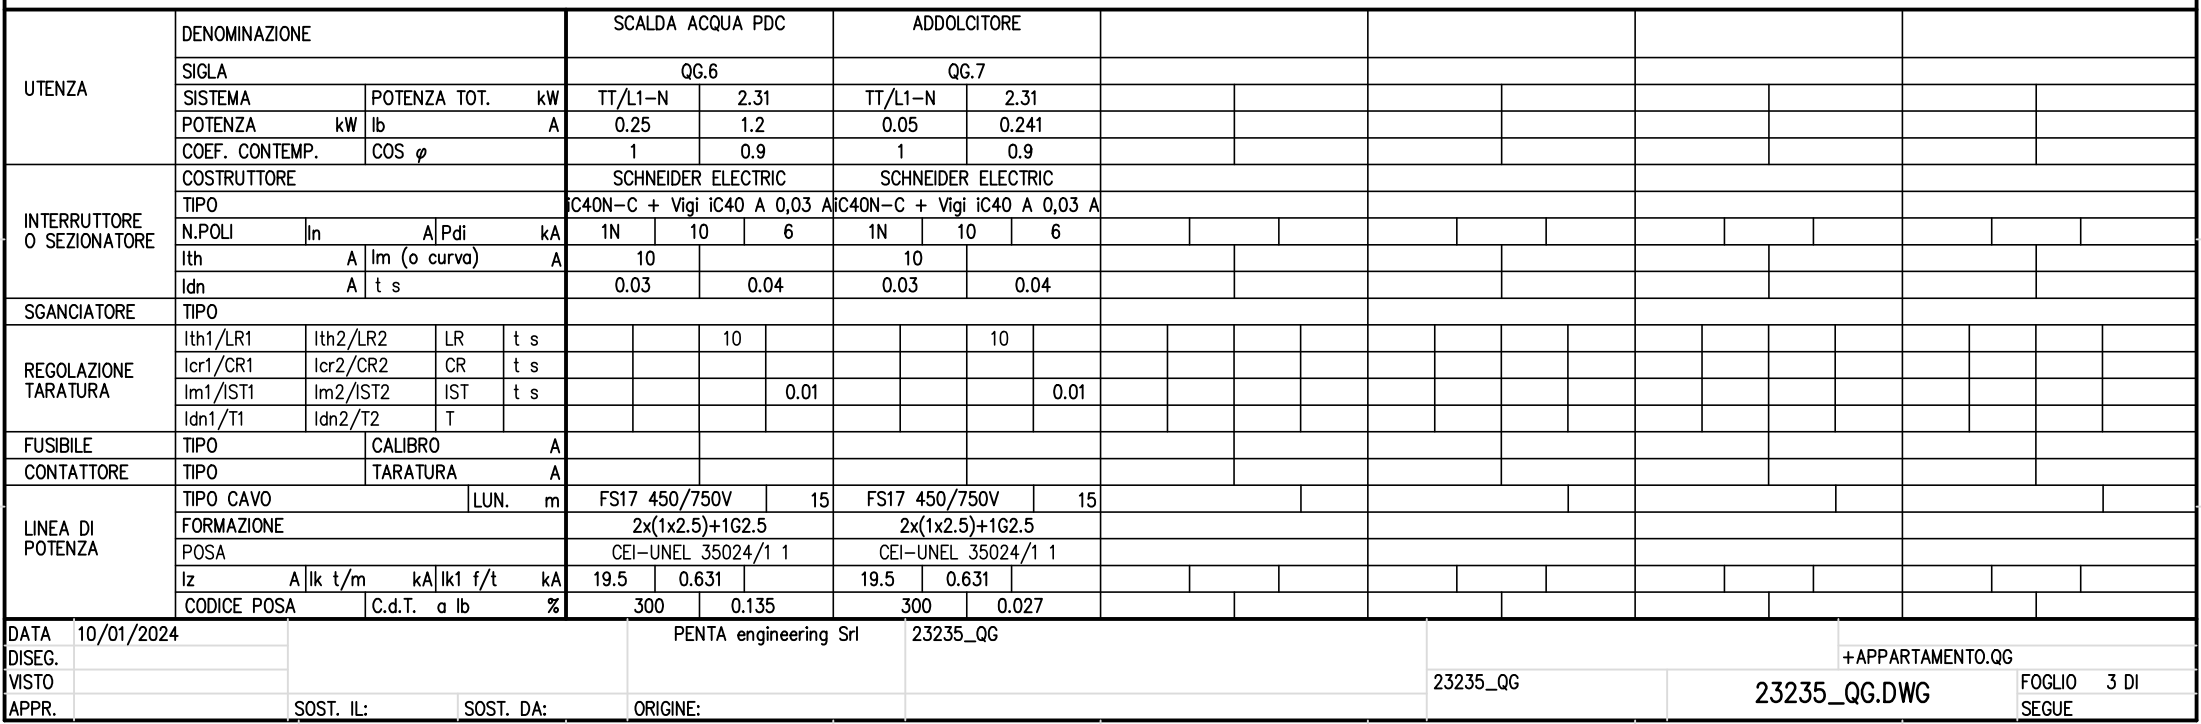 DENOMINAZIONE SCALDA ACQUA PDC ADDOLCITORE
UTENZA
SIGLA QG.6 QG.7
SISTEMA POTENZA TOT. kW TT/L1-N 2.31 TT/L1-N 2.31
POTENZA kW Ib A 0.25 1.2 0.05 0.241
COEF. CONTEMP. COS φ 1 0.9 1 0.9
INTERRUTTORE
O SEZIONATORE
COSTRUTTORE SCHNEIDER ELECTRIC SCHNEIDER ELECTRIC
TIPO iC40N-C + Vigi iC40 A 0,03 A iC40N-C + Vigi iC40 A 0,03 A
N.POLI In A Pdi kA 1N 10 6 1N 10 6
Ith A Im (o curva) A 10 10
Idn A t s 0.03 0.04 0.03 0.04
SGANCIATORE TIPO
REGOLAZIONE
TARATURA
Ith1/LR1 Ith2/LR2 LR t s 10 10
Icr1/CR1 Icr2/CR2 CR t s
Im1/IST1 Im2/IST2 IST t s 0.01 0.01
Idn1/T1 Idn2/T2 T
FUSIBILE TIPO CALIBRO A
CONTATTORE TIPO TARATURA A
LINEA DI
POTENZA
TIPO CAVO LUN. m FS17 450/750V 15 FS17 450/750V 15
FORMAZIONE 2x(1x2.5)+1G2.5 2x(1x2.5)+1G2.5
POSA CEI-UNEL 35024/1 1 CEI-UNEL 35024/1 1
Iz A Ik t/m kA Ik1 f/t kA 19.5 0.631 19.5 0.631
CODICE POSA C.d.T. a Ib % 300 0.135 300 0.027
DATA 10/01/2024 PENTA engineering Srl 23235_QG
DISEG. +APPARTAMENTO.QG
VISTO 23235_QG 23235_QG.DWG FOGLIO 3 DI
APPR. SOST. IL: SOST. DA: ORIGINE: SEGUE